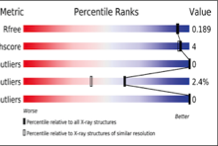 Metric Percentile Ranks Value
Rfree 0.189
hscore 4
utliers 0
utliers 2.4%
utliers 0
Worse Better
Percentile relative to all X-ray structures
Percentile relative to X-ray structures of similar resolution